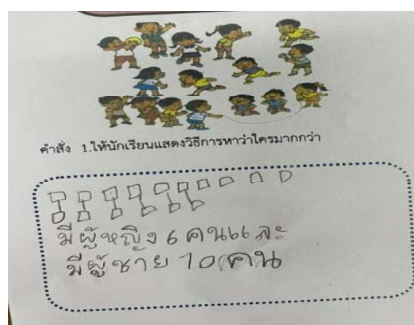 คำสั่ง 1.ให้นักเรียนแสดงวิธีการหาว่าใครมากกว่า
มีผู้หญิง 6 คนและ
มีผู้ชาย 10 คน